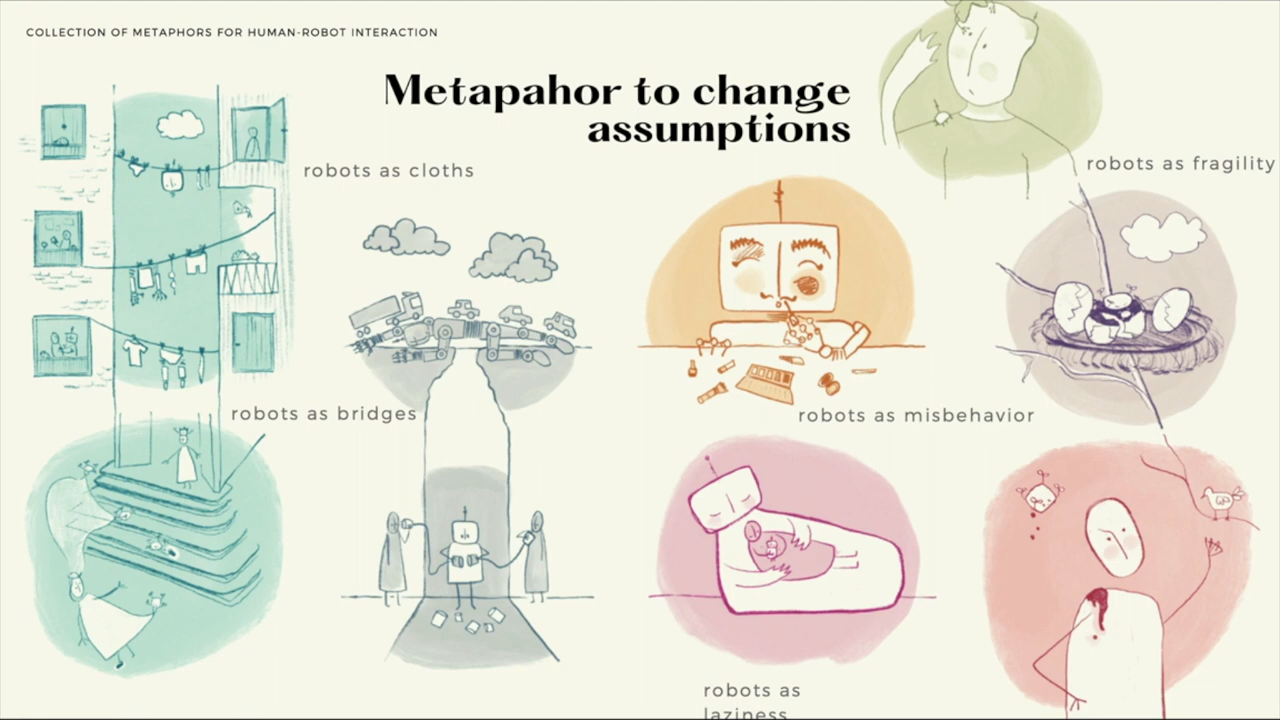 COLLECTION OF METAPHORS FOR HUMAN-ROBOT INTERACTION
Metapahor to change
assumptions
robots as cloths
robots as fragility
robots as bridges
robots as misbehavior
robots as
laziness